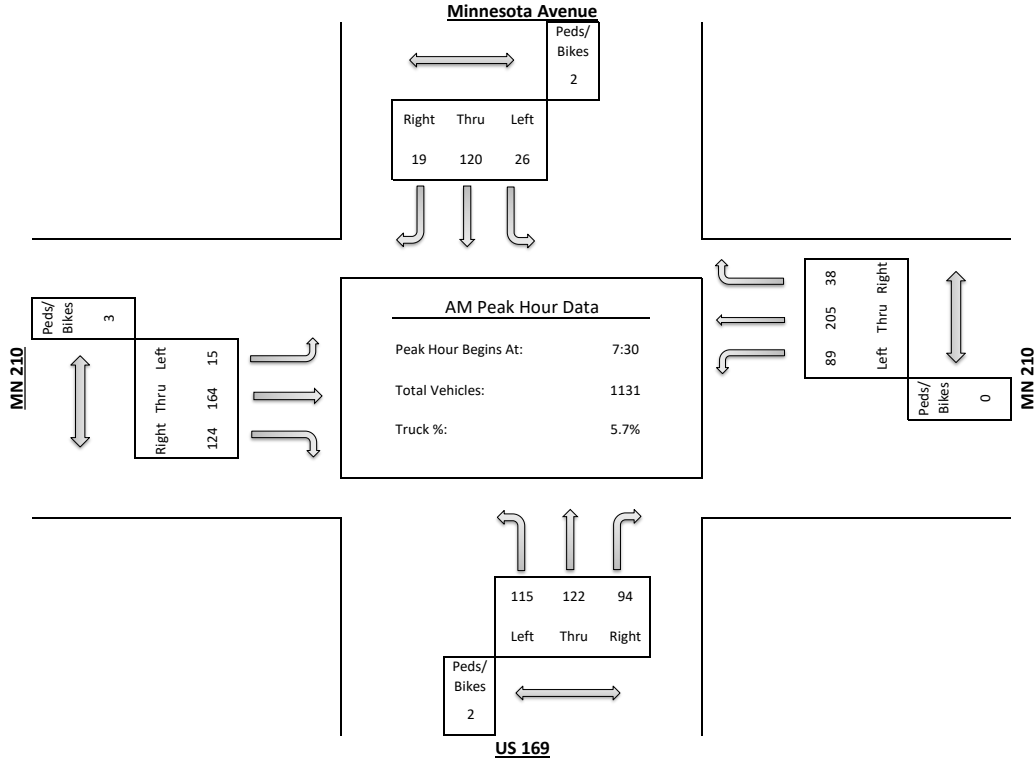 Minnesota Avenue
Peds/
Bikes
2
Right Thru Left
19 120 26
Peds/
Bikes
3
MN 210
Left 15
Thru 164
Right 124
AM Peak Hour Data
Peak Hour Begins At: 7:30
Total Vehicles: 1131
Truck %: 5.7%
38 Right
205 Thru
89 Left
Peds/
Bikes
0
MN 210
115 122 94
Left Thru Right
Peds/
Bikes
2
US 169